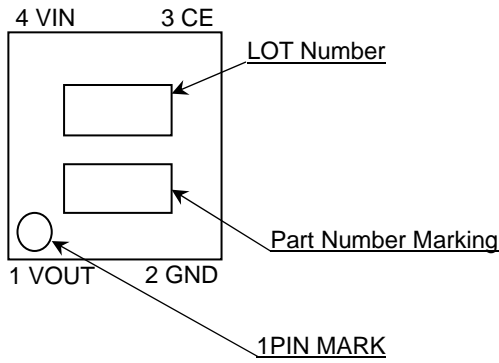 4 VIN 3 CE
LOT Number
Part Number Marking
1 VOUT 2 GND
1PIN MARK